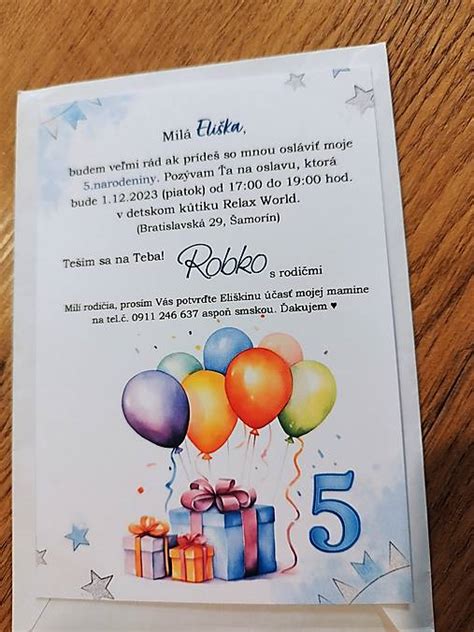 Milá Eliška,
budem veľmi rád ak prídeš so mnou osláviť moje
5.narodeniny. Pozývam Ťa na oslavu, ktorá
bude 1.12.2023 (piatok) od 17:00 do 19:00 hod.
v detskom kútiku Relax World.
(Bratislavská 29, Šamorín)
Teším sa na Teba! Robko s rodičmi
Milí rodičia, prosím Vás potvrďte Eliškinu účasť mojej mamine
na tel.č. 0911 246 637 aspoň smskou. Ďakujem ♥
5